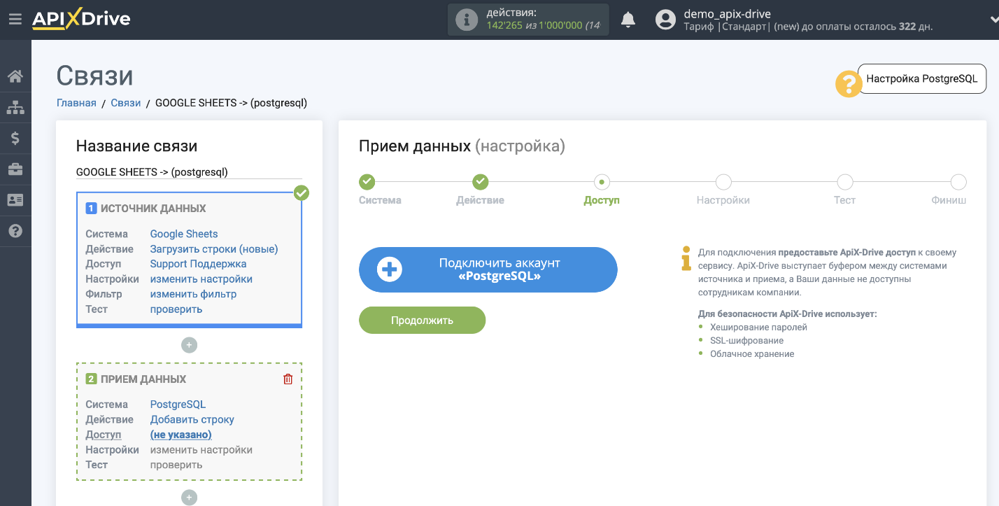 APIXDrive
действия:
142'265 из 1'000'000 (14
demo_apix-drive
Тариф |Стандарт| (new) до оплаты осталось 322 дн.
Связи
Главная / Связи / GOOGLE SHEETS -> (postgresql)
Настройка PostgreSQL
Название связи
GOOGLE SHEETS -> (postgresql)
1 ИСТОЧНИК ДАННЫХ
Система Google Sheets
Действие Загрузить строки (новые)
Доступ Support Поддержка
Настройки изменить настройки
Фильтр изменить фильтр
Тест проверить
2 ПРИЕМ ДАННЫХ
Система PostgreSQL
Действие Добавить строку
Доступ (не указано)
Настройки изменить настройки
Тест проверить
Прием данных (настройка)
Система Действие Доступ Настройки Тест Финиш
Подключить аккаунт
«PostgreSQL»
Продолжить
Для подключения предоставьте ApiX-Drive доступ к своему
сервису. ApiX-Drive выступает буфером между системами
источника и приема, а Ваши данные не доступны
сотрудникам компании.
Для безопасности ApiX-Drive использует:
Хеширование паролей
SSL-шифрование
Облачное хранение